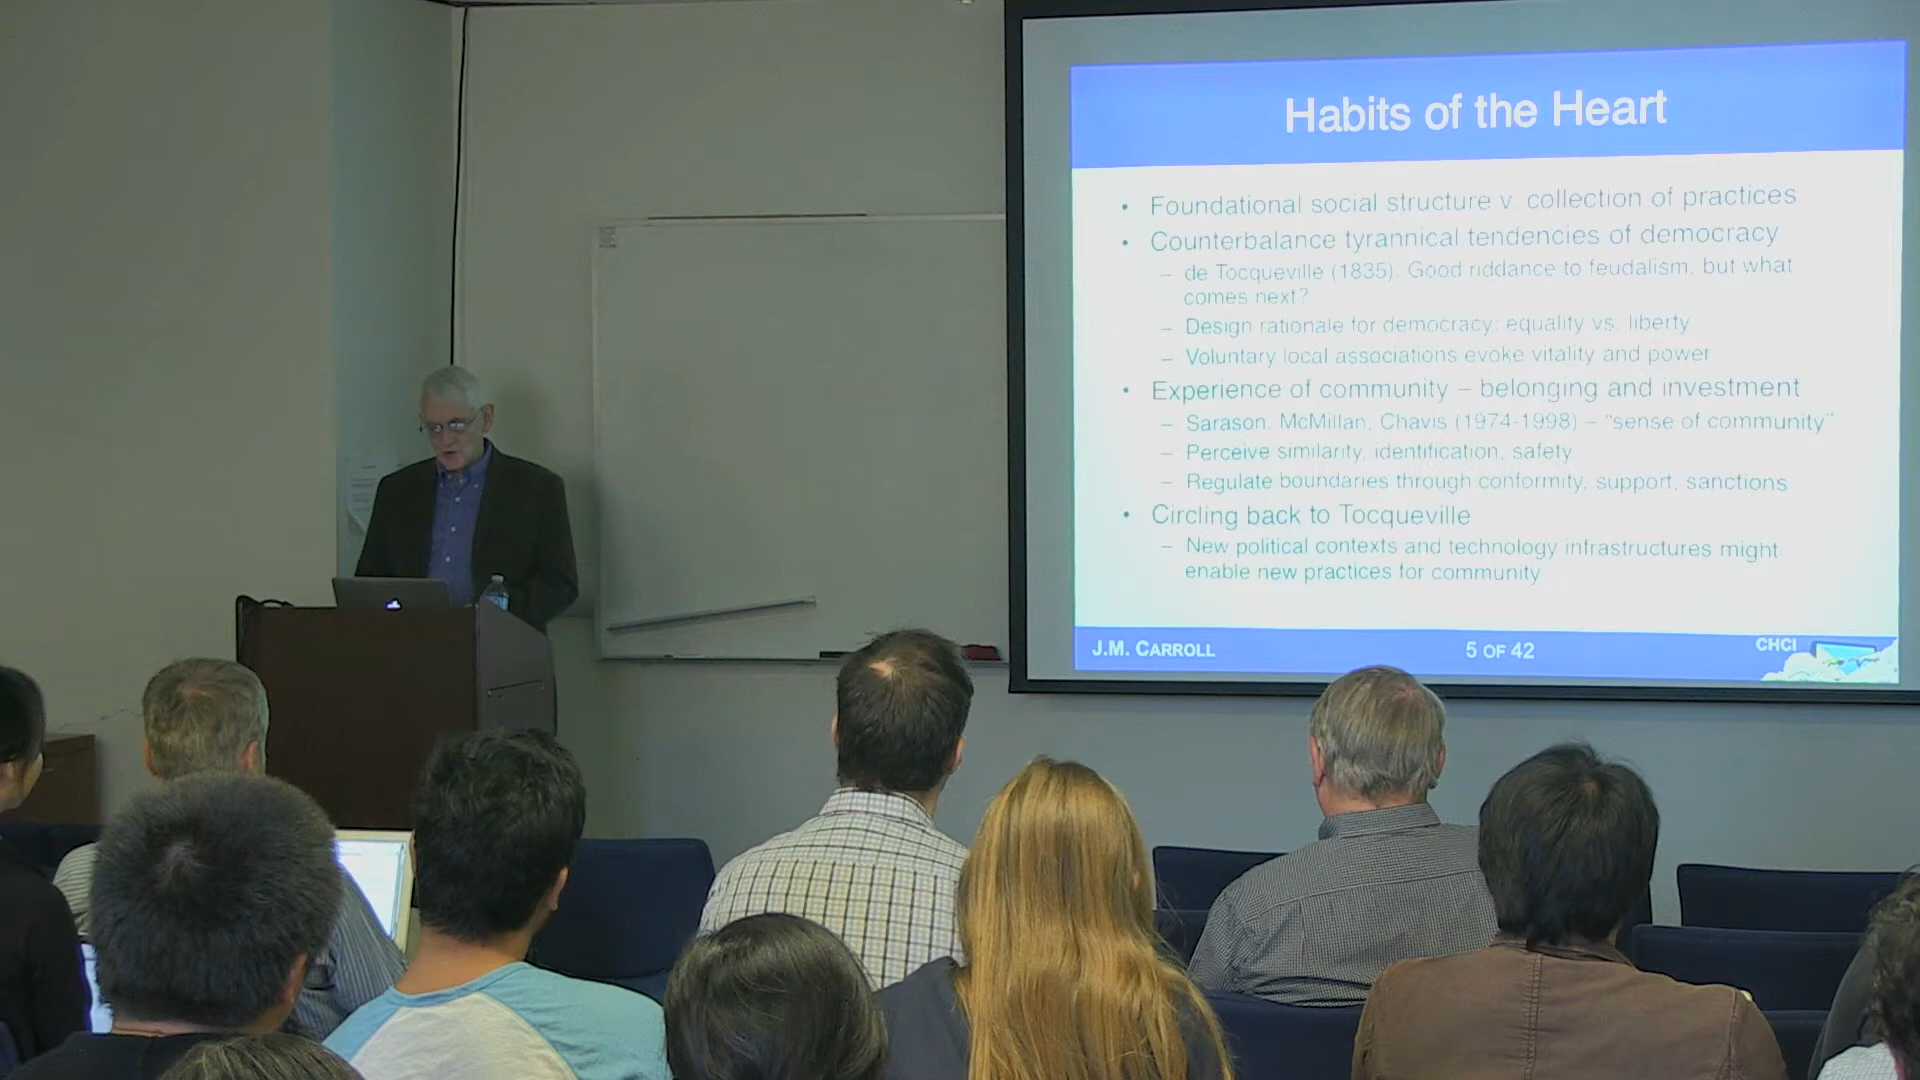 Habits of the Heart
• Foundational social structure v. collection of practices
• Counterbalance tyrannical tendencies of democracy
– de Tocqueville (1835). Good riddance to feudalism, but what
comes next?
– Design rationale for democracy: equality vs. liberty
– Voluntary local associations evoke vitality and power
• Experience of community – belonging and investment
– Sarason, McMillan, Chavis (1974-1998) – "sense of community"
– Perceive similarity, identification, safety
– Regulate boundaries through conformity, support, sanctions
• Circling back to Tocqueville
– New political contexts and technology infrastructures might
enable new practices for community
J.M. CARROLL
5 OF 42
CHCI